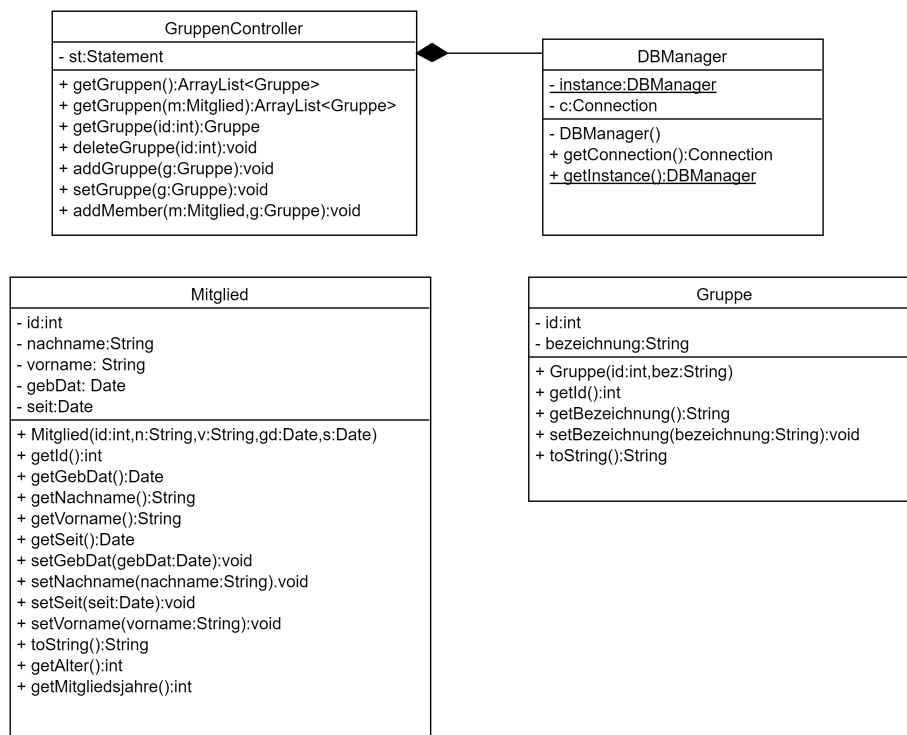 GruppenController
- st:Statement
+ getGruppen():ArrayList<Gruppe>
+ getGruppen(m:Mitglied):ArrayList<Gruppe>
+ getGruppe(id:int):Gruppe
+ deleteGruppe(id:int):void
+ addGruppe(g:Gruppe):void
+ setGruppe(g:Gruppe):void
+ addMember(m:Mitglied,g:Gruppe):void
DBManager
- instance:DBManager
- c:Connection
- DBManager()
+ getConnection():Connection
+ getInstance():DBManager
Mitglied
- id:int
- nachname:String
- vorname: String
- gebDat: Date
- seit:Date
+ Mitglied(id:int,n:String,v:String,gd:Date,s:Date)
+ getId():int
+ getGebDat():Date
+ getNachname():String
+ getVorname():String
+ getSeit():Date
+ setGebDat(gebDat:Date):void
+ setNachname(nachname:String).void
+ setSeit(seit:Date):void
+ setVorname(vorname:String):void
+ toString():String
+ getAlter():int
+ getMitgliedsjahre():int
Gruppe
- id:int
- bezeichnung:String
+ Gruppe(id:int,bez:String)
+ getId():int
+ getBezeichnung():String
+ setBezeichnung(bezeichnung:String):void
+ toString():String